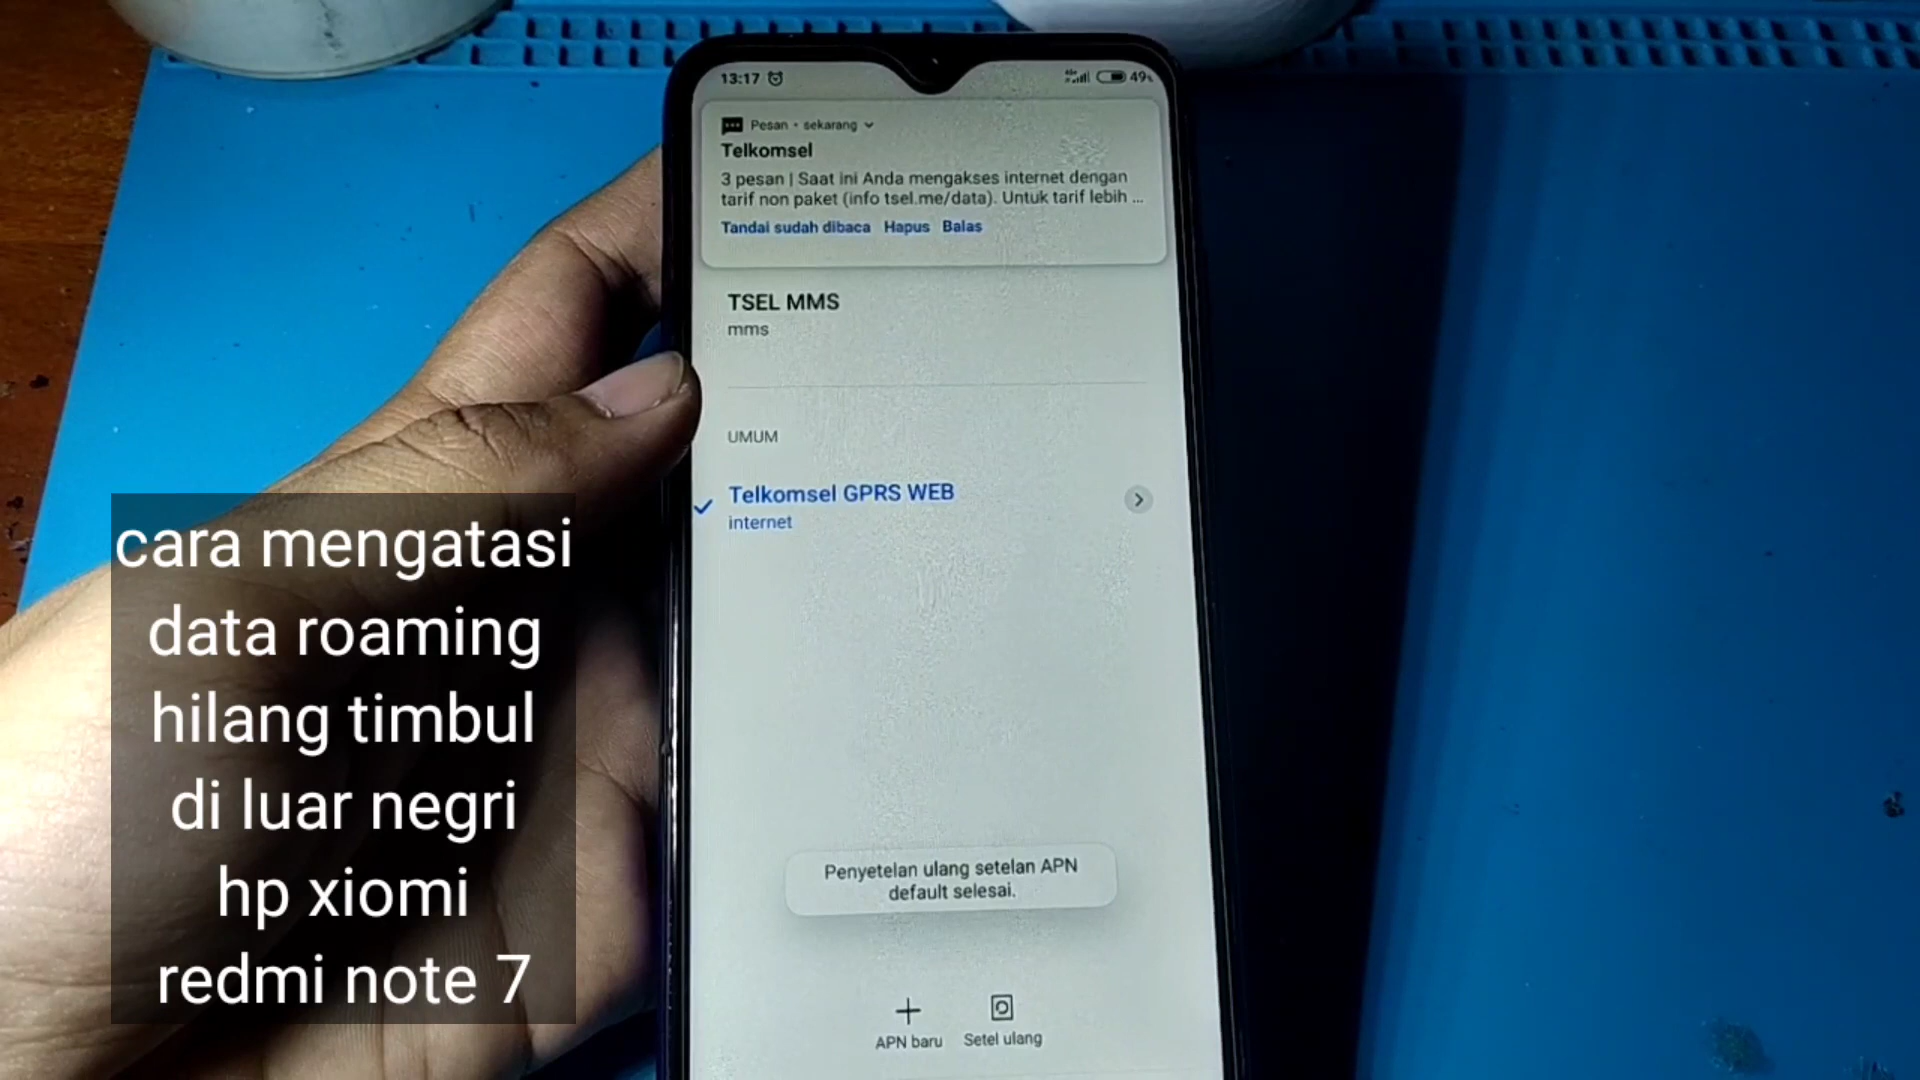 13:17
49%
Pesan • sekarang
Telkomsel
3 pesan | Saat ini Anda mengakses internet dengan
tarif non paket (info tsel.me/data). Untuk tarif lebih ...
Tandai sudah dibaca Hapus Balas
TSEL MMS
mms
UMUM
Telkomsel GPRS WEB
internet
Penyetelan ulang setelan APN
default selesai.
APN baru Setel ulang
cara mengatasi
data roaming
hilang timbul
di luar negri
hp xiomi
redmi note 7